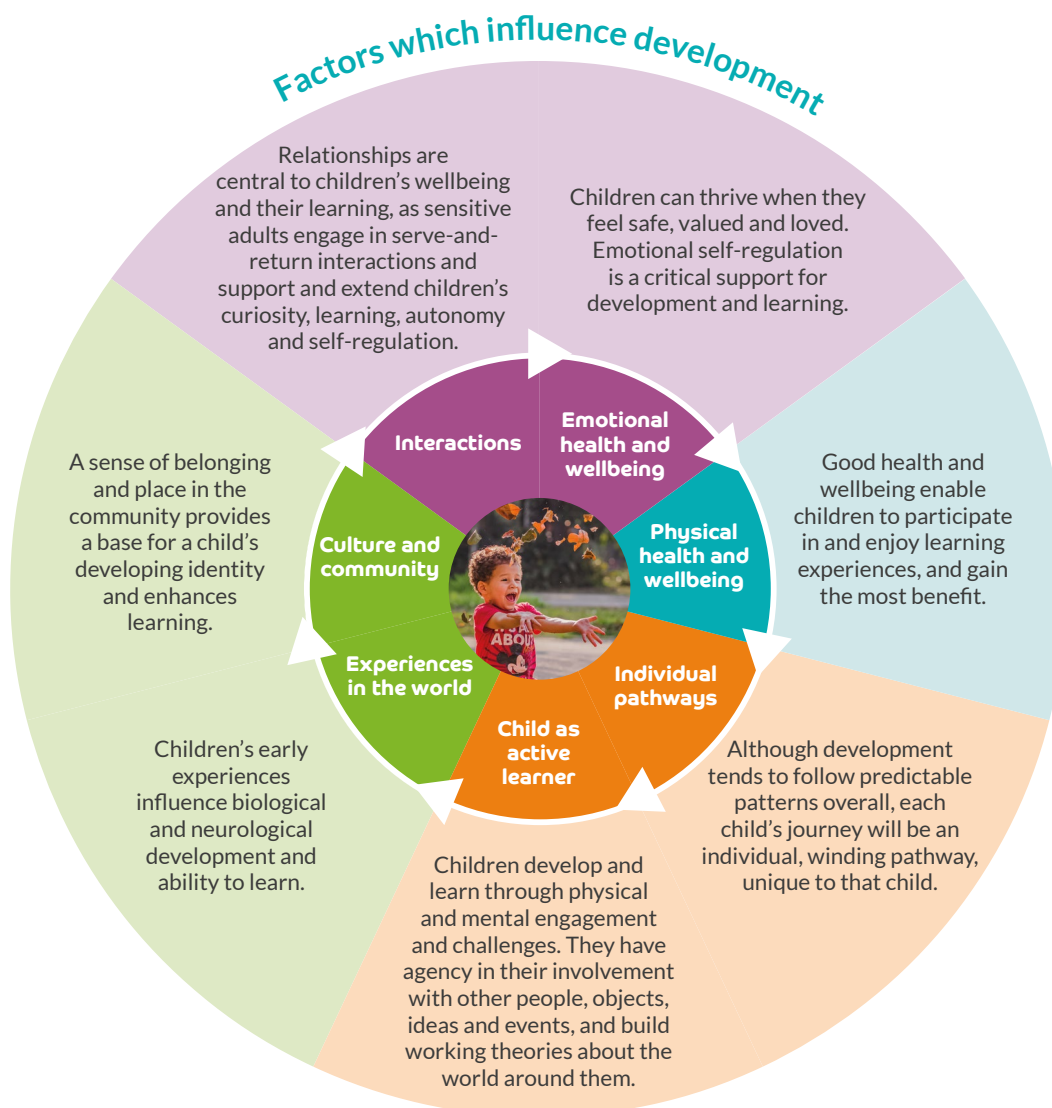 Factors which influence development
Relationships are
central to children's wellbeing
and their learning, as sensitive
adults engage in serve-and-
return interactions and
support and extend children's
curiosity, learning, autonomy
and self-regulation.
Children can thrive when they
feel safe, valued and loved.
Emotional self-regulation
is a critical support for
development and learning.
Interactions
Emotional
health and
wellbeing
A sense of belonging
and place in the
community provides
a base for a child's
developing identity
and enhances
learning.
Culture and
community
Physical
health and
wellbeing
Good health and
wellbeing enable
children to participate
in and enjoy learning
experiences, and gain
the most benefit.
Experiences
in the world
Individual
pathways
Child as
active
learner
Children's early
experiences
influence biological
and neurological
development and
ability to learn.
Although development
tends to follow predictable
patterns overall, each
child's journey will be an
individual, winding pathway,
unique to that child.
Children develop and
learn through physical
and mental engagement
and challenges. They have
agency in their involvement
with other people, objects,
ideas and events, and build
working theories about the
world around them.